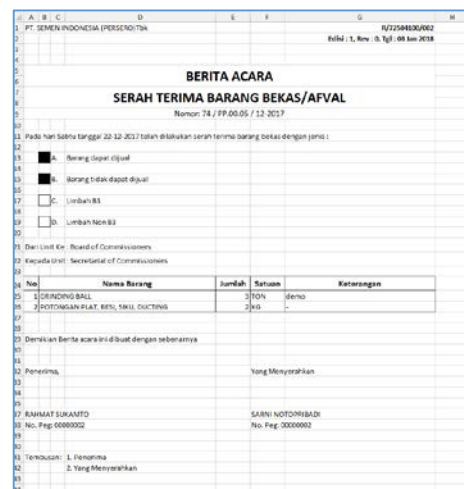 PT. SEMEN INDONESIA (PERSERO)Tbk
R/72504100/002
Edisi : 1, Rev : 0, Tgl : 08 Jan 2018
BERITA ACARA
SERAH TERIMA BARANG BEKAS/AFVAL
Nomor: 74 / PP.00.05 / 12-2017
Pada hari Sabtu tanggal 22-12-2017 telah dilakukan serah terima barang bekas dengan jenis :
A. Barang dapat dijual
B. Barang tidak dapat dijual
C. Limbah B3
D. Limbah Non B3
Dari Unit Ke : Board of Commissioners
Kepada Unit : Secretariat of Commissioners
No Nama Barang Jumlah Satuan Keterangan
1 GRINDING BALL 3 TON demo
2 POTONGAN PLAT, BESI, SIKU, DUCTING 2 KG -
Demikian Berita acara ini dibuat dengan sebenarnya
Penerima, Yang Menyerahkan
RAHMAT SUKAMTO SARNI NOTOPRIBADI
No. Peg: 00000002 No. Peg: 00000002
Tembusan: 1. Penerima
2. Yang Menyerahkan